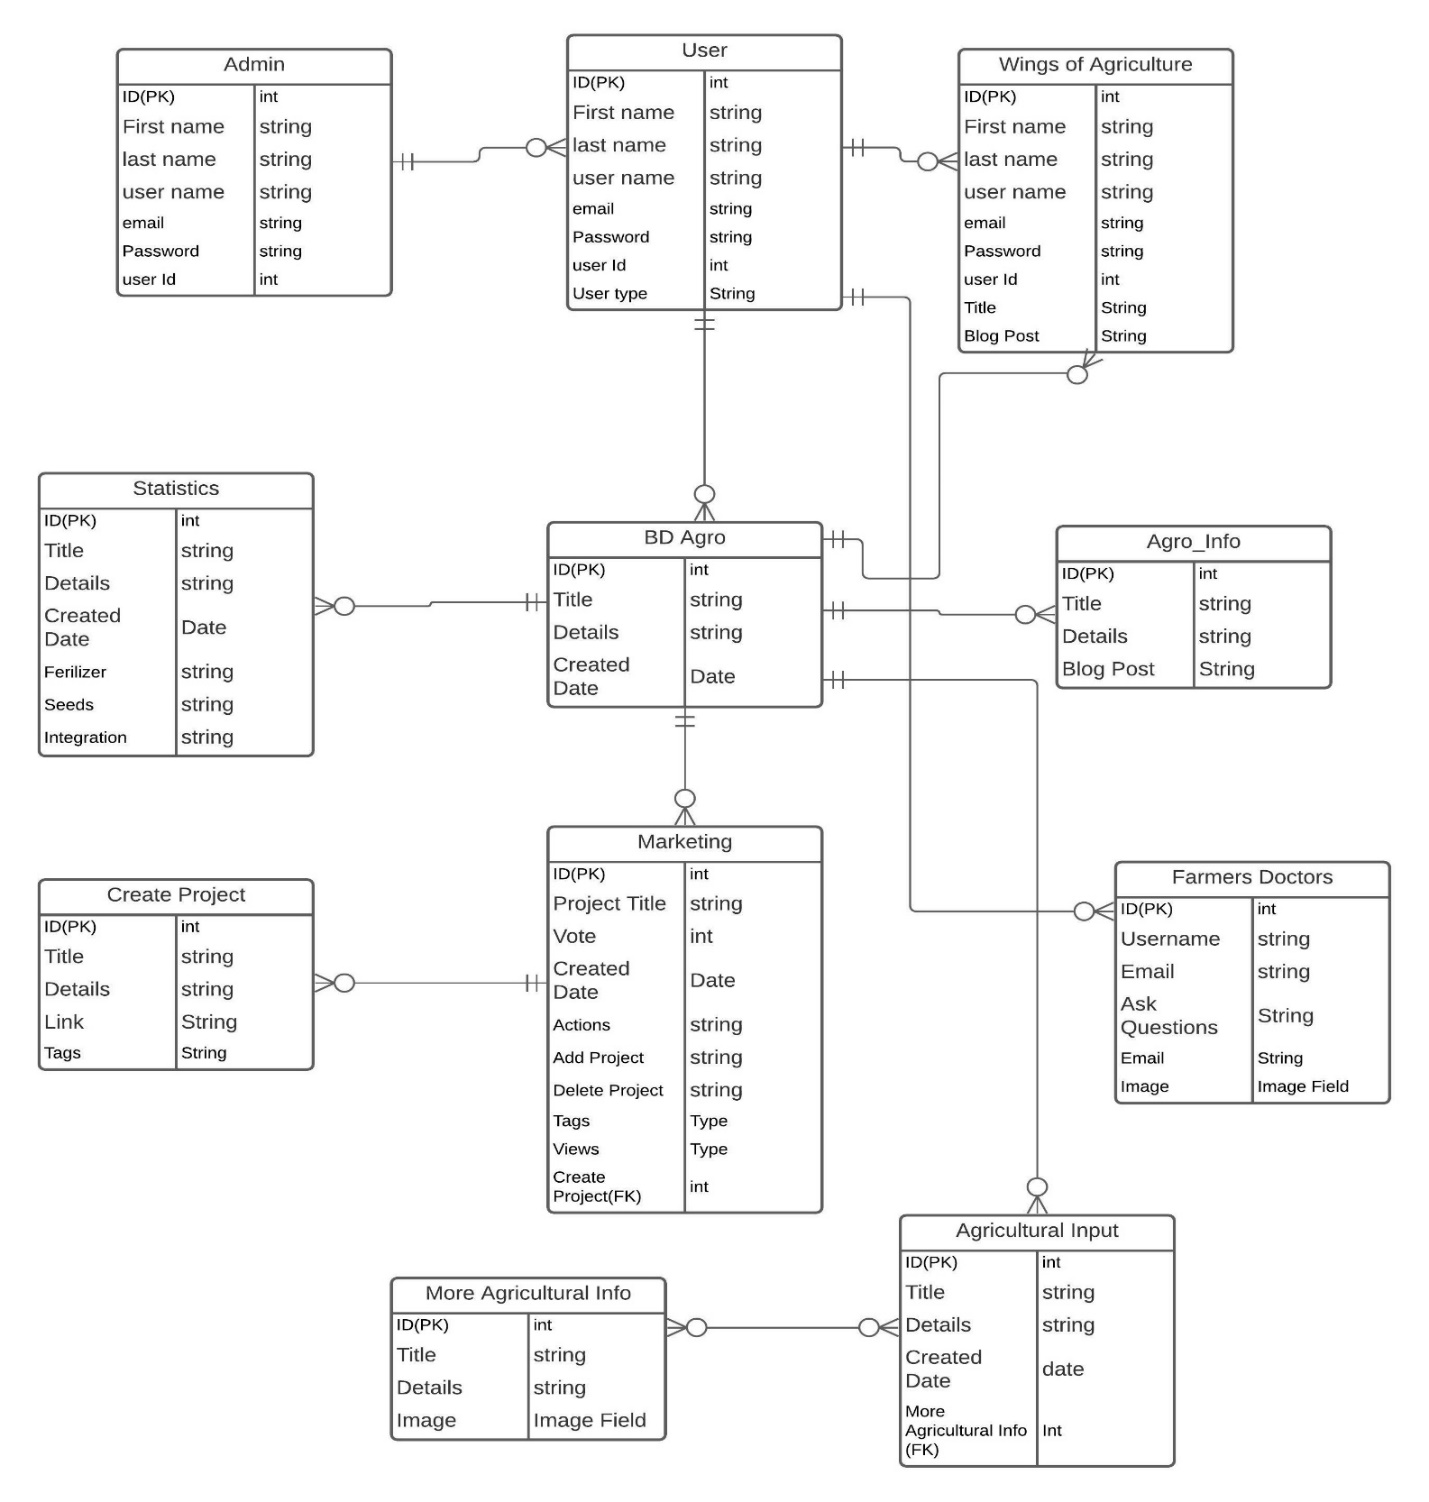 Admin
ID(PK) int
First name string
last name string
user name string
email string
Password string
user Id int
User
ID(PK) int
First name string
last name string
user name string
email string
Password string
user Id int
User type String
Wings of Agriculture
ID(PK) int
First name string
last name string
user name string
email string
Password string
user Id int
Title String
Blog Post String
Statistics
ID(PK) int
Title string
Details string
Created
Date Date
Ferilizer string
Seeds string
Integration string
BD Agro
ID(PK) int
Title string
Details string
Created
Date Date
Agro_Info
ID(PK) int
Title string
Details string
Blog Post String
Marketing
ID(PK) int
Project Title string
Vote int
Created
Date Date
Actions string
Add Project string
Delete Project string
Tags Type
Views Type
Create
Project(FK) int
Create Project
ID(PK) int
Title string
Details string
Link String
Tags String
Farmers Doctors
ID(PK) int
Username string
Email string
Ask
Questions String
Email String
Image Image Field
More Agricultural Info
ID(PK) int
Title string
Details string
Image Image Field
Agricultural Input
ID(PK) int
Title string
Details string
Created
Date date
More
Agricultural Info Int
(FK)